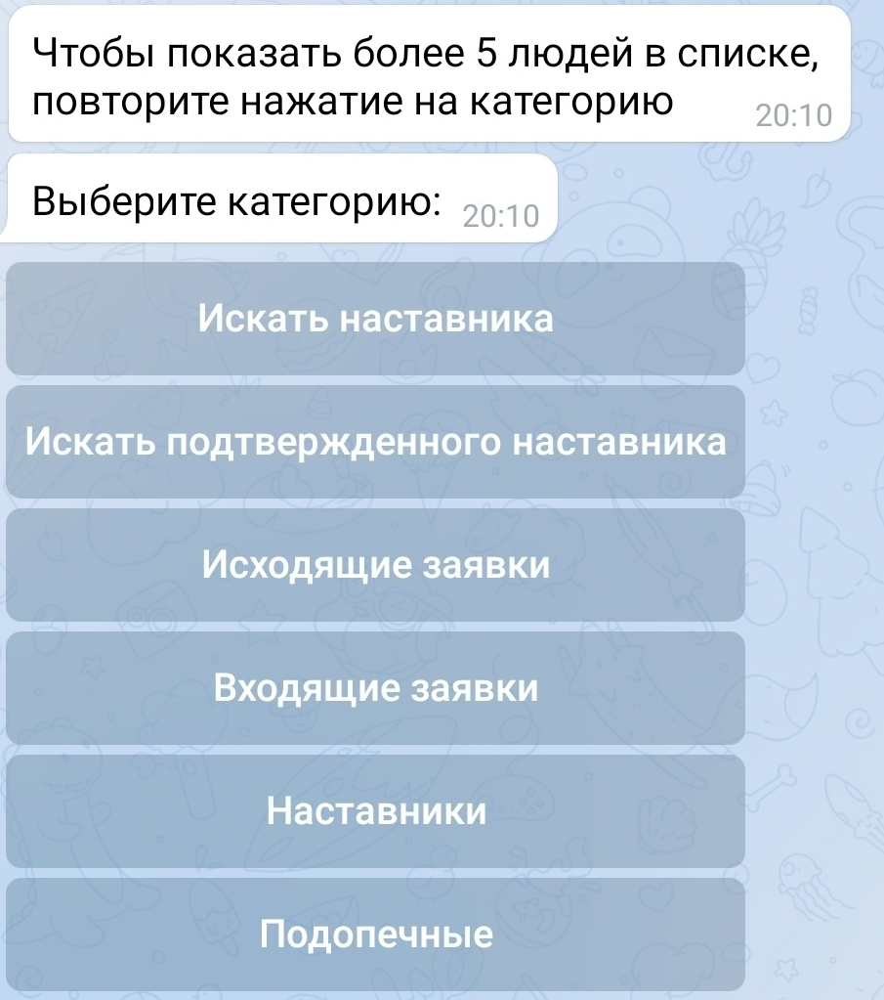 Чтобы показать более 5 людей в списке,
повторите нажатие на категорию
20:10
Выберите категорию:
20:10
Искать наставника
Искать подтвержденного наставника
Исходящие заявки
Входящие заявки
Наставники
Подопечные